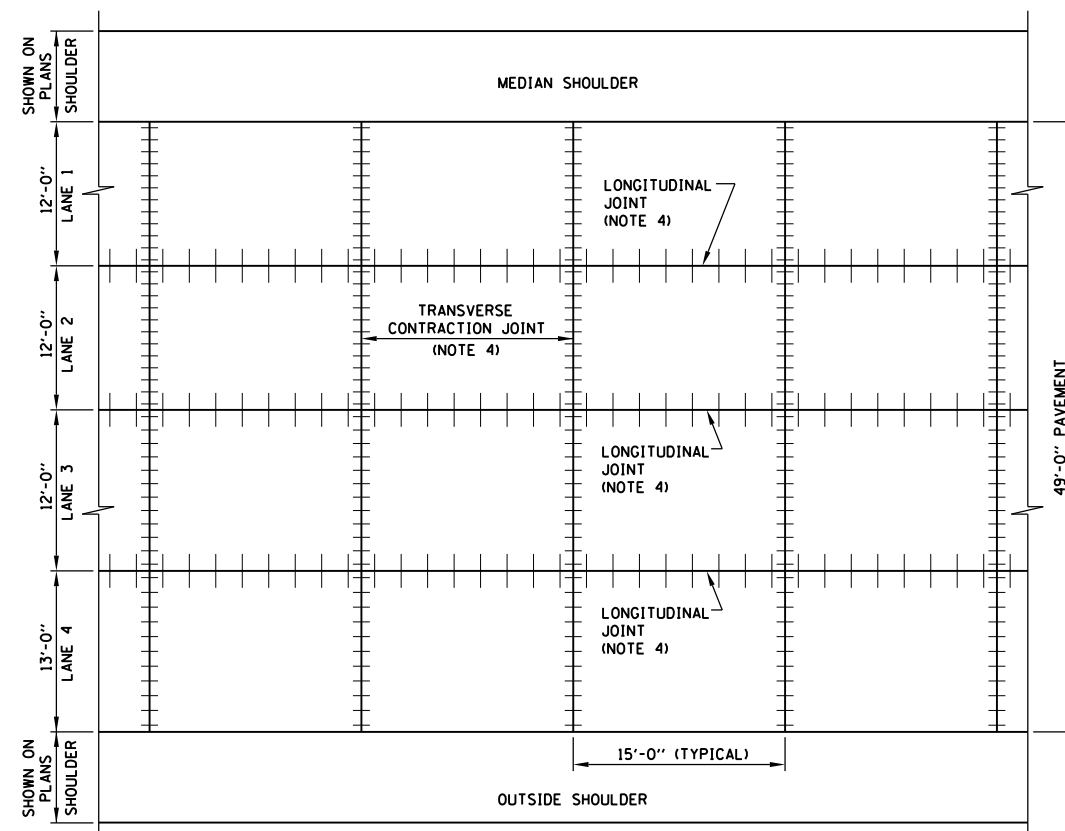 SHOWN ON
PLANS
SHOULDER
MEDIAN SHOULDER
12'-0"
LANE 1
LONGITUDINAL
JOINT
(NOTE 4)
12'-0"
LANE 2
TRANSVERSE
CONTRACTION JOINT
(NOTE 4)
49'-0" PAVEMENT
12'-0"
LANE 3
LONGITUDINAL
JOINT
(NOTE 4)
13'-0"
LANE 4
LONGITUDINAL
JOINT
(NOTE 4)
SHOWN ON
PLANS
SHOULDER
15'-0" (TYPICAL)
OUTSIDE SHOULDER